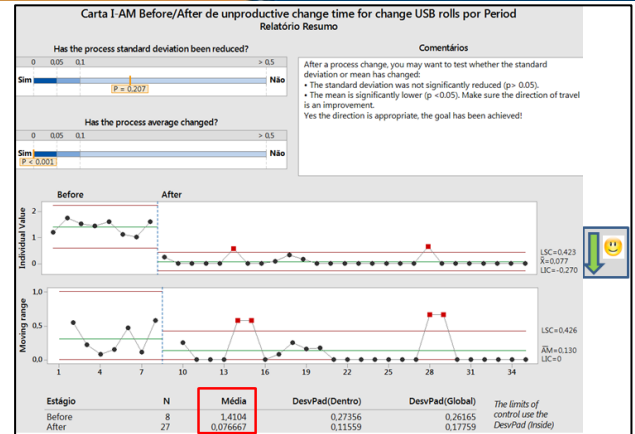 Carta I-AM Before/After de unproductive change time for change USB rolls por Period
Relatório Resumo
Has the process standard deviation been reduced?
0 0,05 0,1 > 0,5
Sim Não
P = 0,207
Has the process average changed?
0 0,05 0,1 > 0,5
Sim Não
P < 0,001
Comentários
After a process change, you may want to test whether the standard
deviation or mean has changed:
• The standard deviation was not significantly reduced (p> 0.05).
• The mean is significantly lower (p <0.05). Make sure the direction of travel
is an improvement.
Yes the direction is appropriate, the goal has been achieved!
Before After
Individual Value
2
1
0
LSC=0,423
X=0,077
LIC=-0,270
Moving range
1.0
0.5
0.0
LSC=0,426
AM=0,130
LIC=0
1 4 7 10 13 16 19 22 25 28 31 34
Estágio N Média DesvPad(Dentro) DesvPad(Global)
Before 8 1,4104 0,27356 0,26165
After 27 0,076667 0,11559 0,17759
The limits of
control use the
DesvPad (Inside)